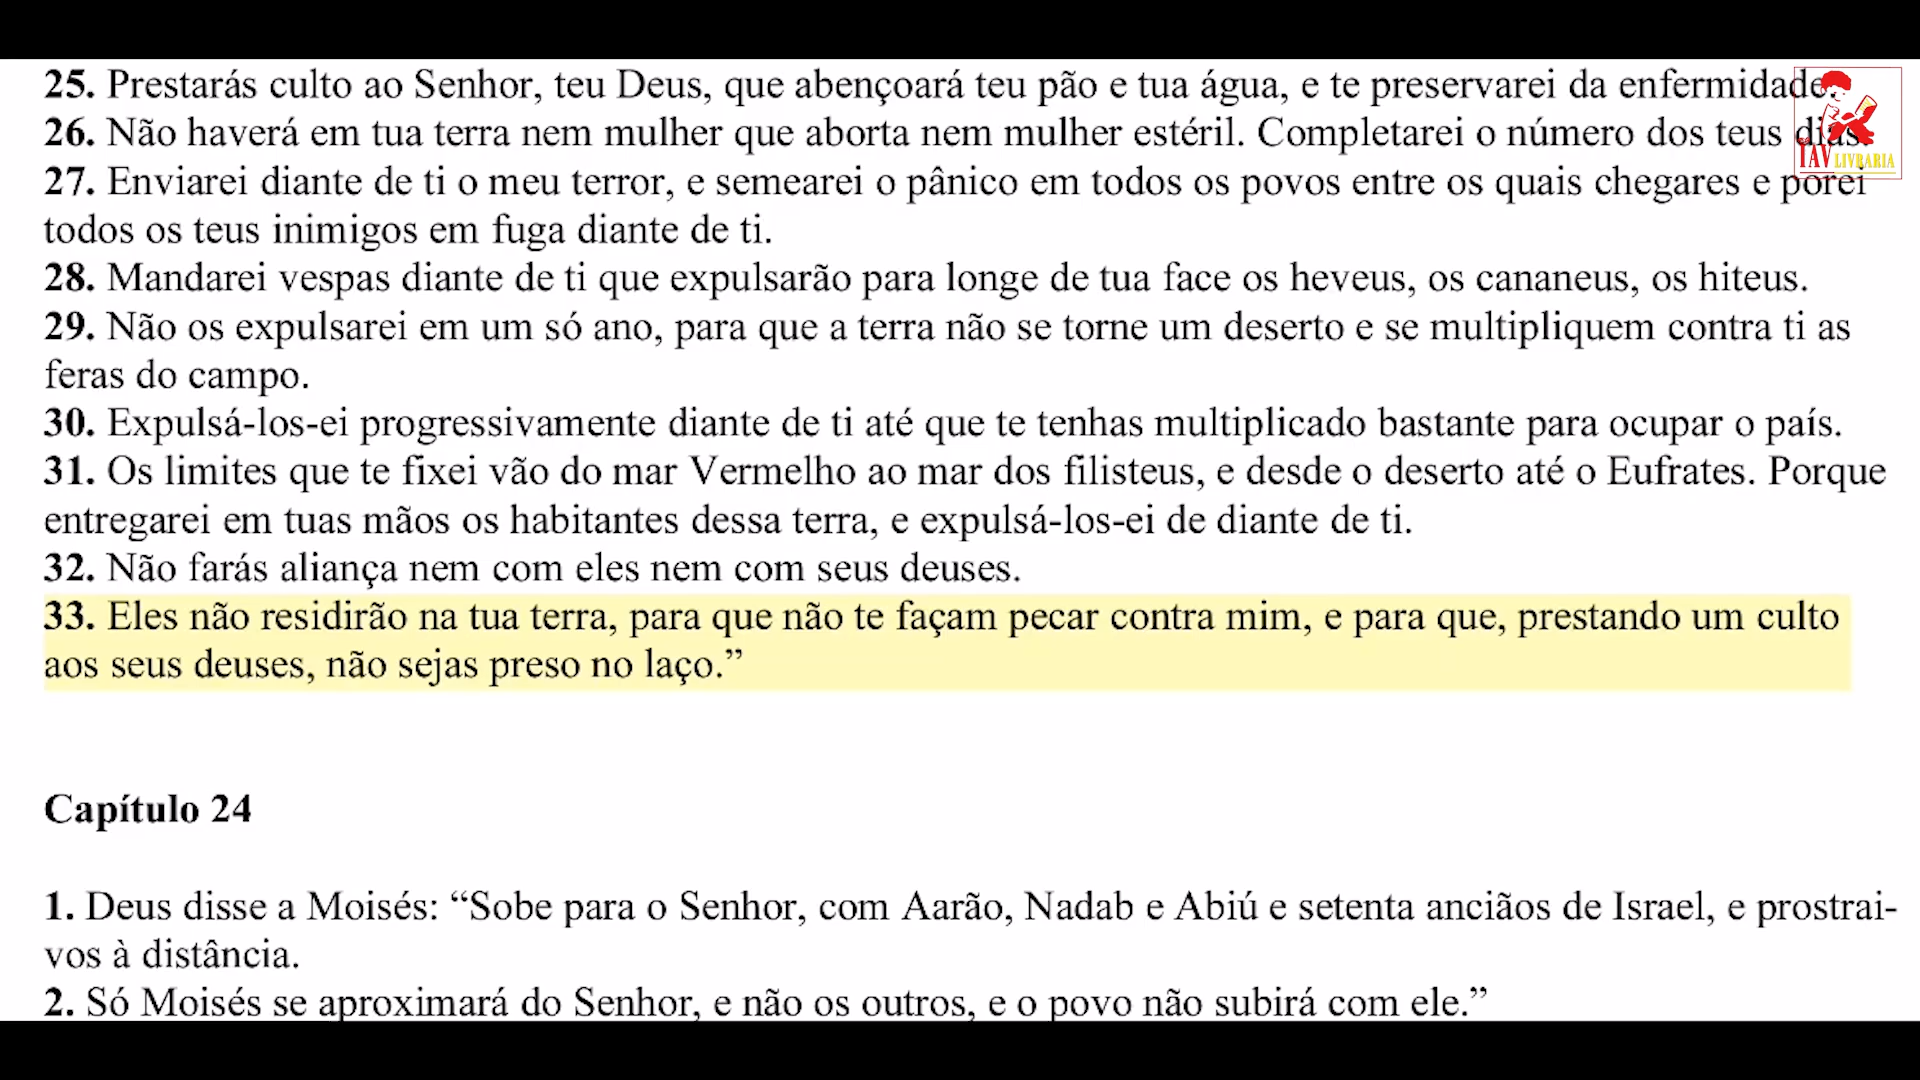 25. Prestarás culto ao Senhor, teu Deus, que abençoará teu pão e tua água, e te preservarei da enfermidade.
26. Não haverá em tua terra nem mulher que aborta nem mulher estéril. Completarei o número dos teus dias.
27. Enviarei diante de ti o meu terror, e semearei o pânico em todos os povos entre os quais chegares e porei
todos os teus inimigos em fuga diante de ti.
28. Mandarei vespas diante de ti que expulsarão para longe de tua face os heveus, os cananeus, os hiteus.
29. Não os expulsarei em um só ano, para que a terra não se torne um deserto e se multipliquem contra ti as
feras do campo.
30. Expulsá-los-ei progressivamente diante de ti até que te tenhas multiplicado bastante para ocupar o país.
31. Os limites que te fixei vão do mar Vermelho ao mar dos filisteus, e desde o deserto até o Eufrates. Porque
entregarei em tuas mãos os habitantes dessa terra, e expulsá-los-ei de diante de ti.
32. Não farás aliança nem com eles nem com seus deuses.
33. Eles não residirão na tua terra, para que não te façam pecar contra mim, e para que, prestando um culto
aos seus deuses, não sejas preso no laço.”
Capítulo 24
1. Deus disse a Moisés: “Sobe para o Senhor, com Aarão, Nadab e Abiú e setenta anciãos de Israel, e prostrai-
vos à distância.
2. Só Moisés se aproximará do Senhor, e não os outros, e o povo não subirá com ele.”
IAV LIVRARIA